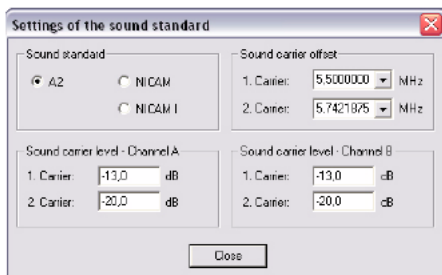 Settings of the sound standard
Sound standard
A2
NICAM
NICAM I
Sound carrier offset
1. Carrier: 5.5000000 MHz
2. Carrier: 5.7421875 MHz
Sound carrier level - Channel A
1. Carrier: -13,0 dB
2. Carrier: -20,0 dB
Sound carrier level - Channel B
1. Carrier: -13,0 dB
2. Carrier: -20,0 dB
Close